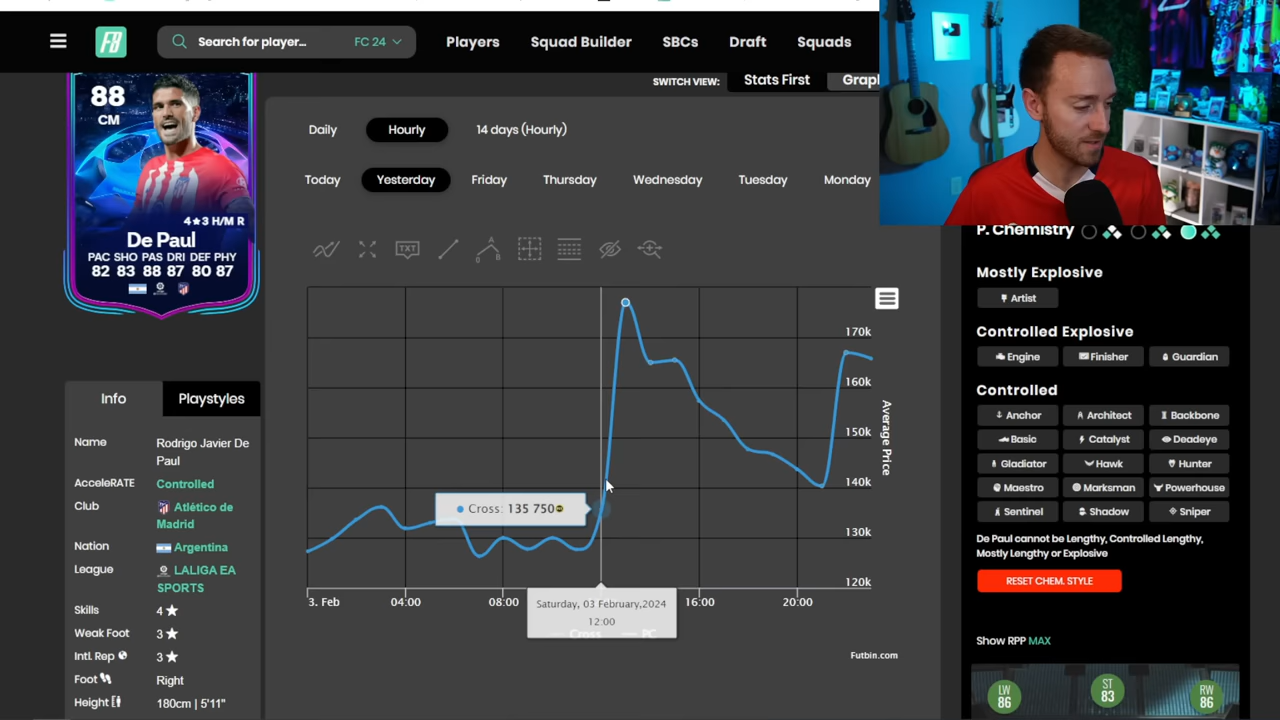 FB
Search for player...
FC 24
Players
Squad Builder
SBCs
Draft
Squads
88
CM
4★3 H/M R
De Paul
PAC SHO PAS DRI DEF PHY
82 83 88 87 80 87
SWITCH VIEW:
Stats First
Grap
Daily
Hourly
14 days (Hourly)
Today
Yesterday
Friday
Thursday
Wednesday
Tuesday
Monday
TXT
170k
160k
150k
140k
130k
120k
Average Price
Cross: 135 750
3. Feb
04:00
08:00
16:00
20:00
Saturday, 03 February,2024
12:00
Cross
PC
Futbin.com
Info
Playstyles
Name
Rodrigo Javier De
Paul
AcceleRATE
Controlled
Club
Atlético de
Madrid
Nation
Argentina
League
LALIGA EA
SPORTS
Skills
4 ★
Weak Foot
3 ★
Intl. Rep
3 ★
Foot
Right
Height
180cm | 5'11"
P. Chemistry
Mostly Explosive
Artist
Controlled Explosive
Engine
Finisher
Guardian
Controlled
Anchor
Architect
Backbone
Basic
Catalyst
Deadeye
Gladiator
Hawk
Hunter
Maestro
Marksman
Powerhouse
Sentinel
Shadow
Sniper
De Paul cannot be Lengthy, Controlled Lengthy,
Mostly Lengthy or Explosive
RESET CHEM. STYLE
Show RPP MAX
LW
86
ST
83
RW
86